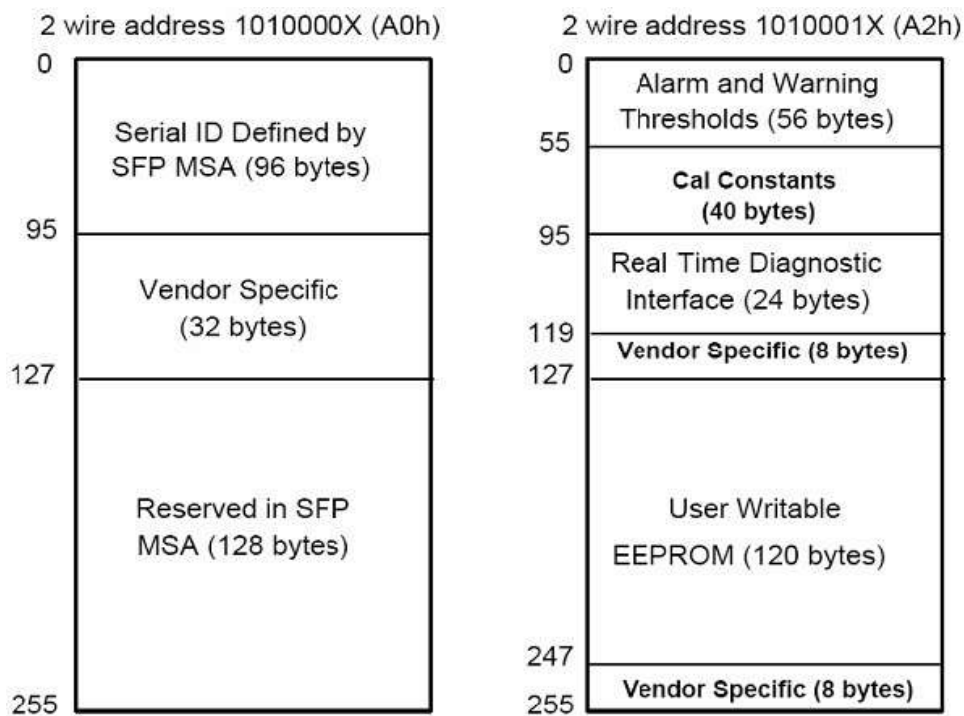 2 wire address 1010000X (A0h)
0
Serial ID Defined by
SFP MSA (96 bytes)
95
Vendor Specific
(32 bytes)
127
Reserved in SFP
MSA (128 bytes)
255
2 wire address 1010001X (A2h)
0
Alarm and Warning
Thresholds (56 bytes)
55
Cal Constants
(40 bytes)
95
Real Time Diagnostic
Interface (24 bytes)
119
Vendor Specific (8 bytes)
127
User Writable
EEPROM (120 bytes)
247
Vendor Specific (8 bytes)
255